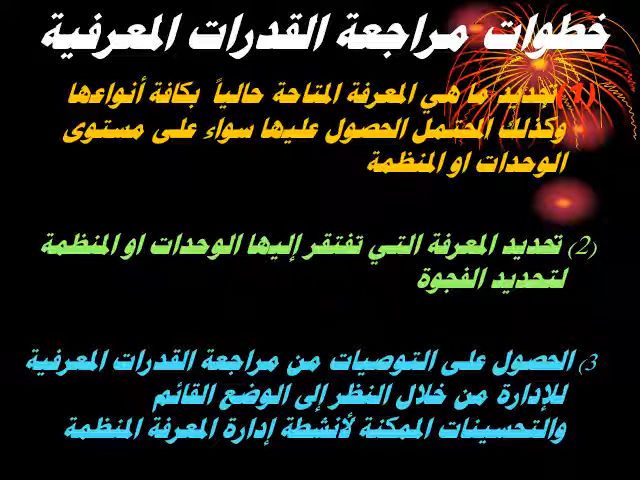 خطوات مراجعة القدرات المعرفية
(1) تحديد ما هي المعرفة المتاحة حالياً بكافة أنواعها
وكذلك المحتمل الحصول عليها سواء على مستوى
الوحدات او المنظمة
(2) تحديد المعرفة التي تفتقر إليها الوحدات او المنظمة
لتحديد الفجوة
3) الحصول على التوصيات من مراجعة القدرات المعرفية
للإدارة من خلال النظر إلى الوضع القائم
والتحسينات الممكنة لأنشطة إدارة المعرفة المنظمة